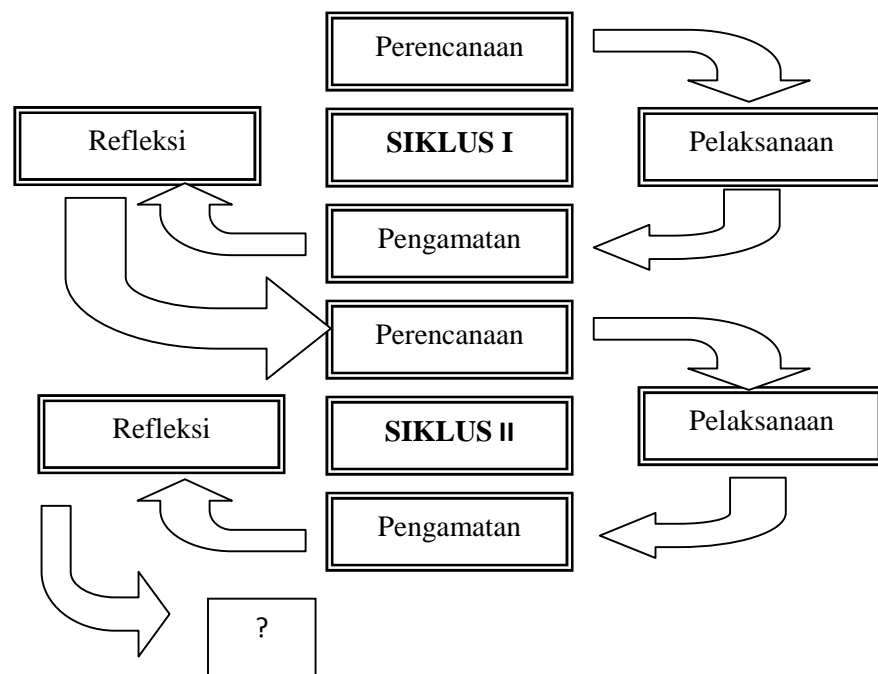 Perencanaan
Refleksi
SIKLUS I
Pelaksanaan
Pengamatan
Perencanaan
Refleksi
SIKLUS II
Pelaksanaan
Pengamatan
?